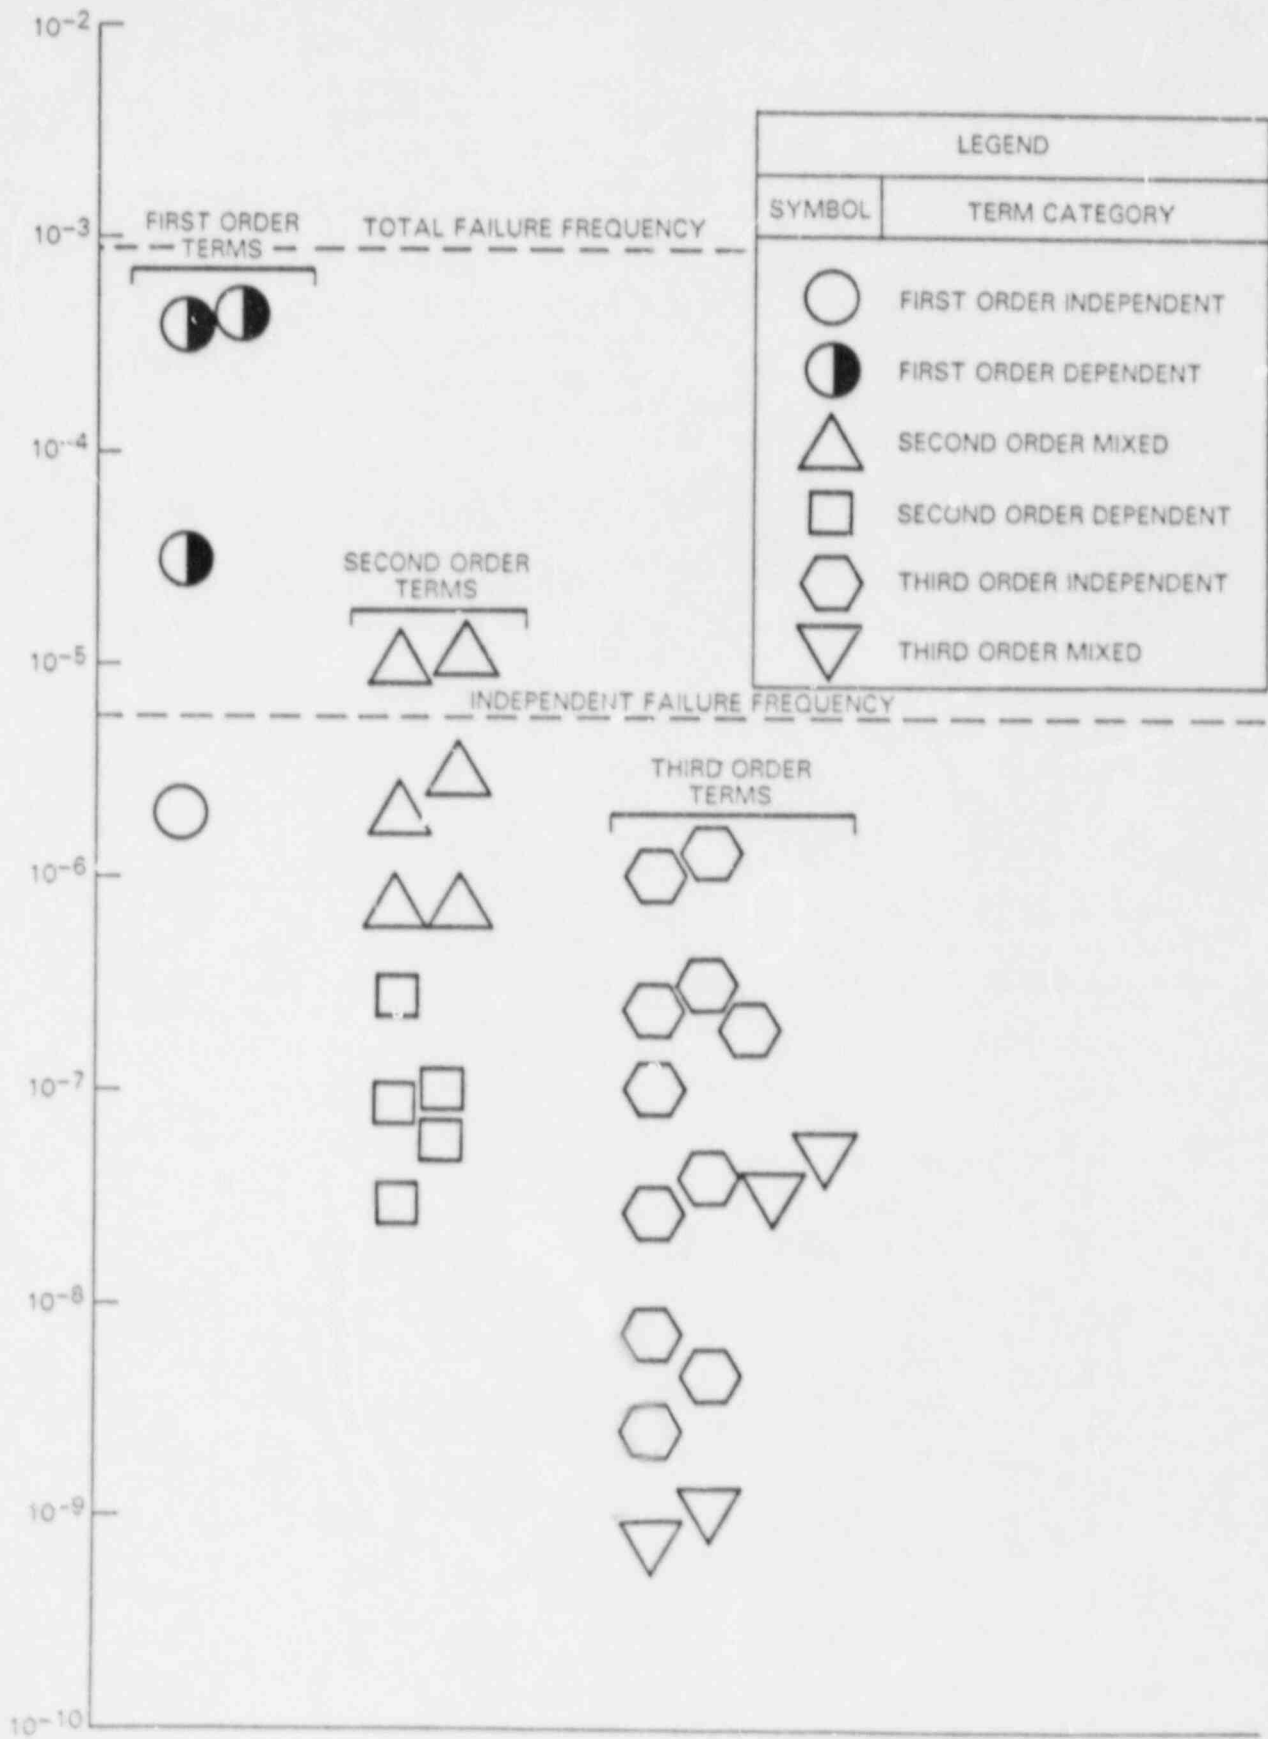 10−2
10−3
10−4
10−5
10−6
10−7
10−8
10−9
10−10
FIRST ORDER
TERMS
TOTAL FAILURE FREQUENCY
SECOND ORDER
TERMS
INDEPENDENT FAILURE FREQUENCY
THIRD ORDER
TERMS
LEGEND
SYMBOL TERM CATEGORY
FIRST ORDER INDEPENDENT
FIRST ORDER DEPENDENT
SECOND ORDER MIXED
SECOND ORDER DEPENDENT
THIRD ORDER INDEPENDENT
THIRD ORDER MIXED